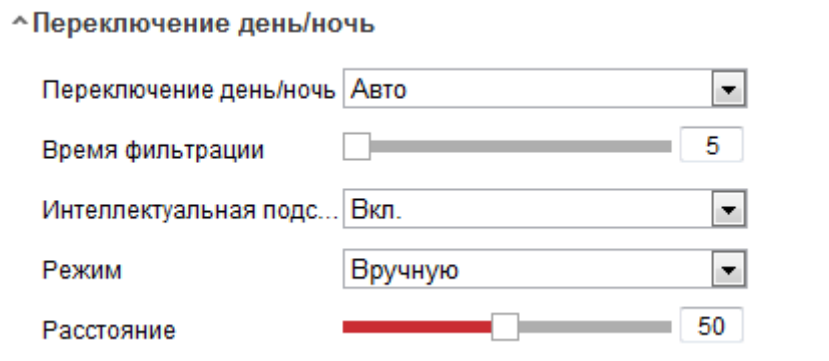 Переключение день/ночь
Переключение день/ночь Авто
Время фильтрации 5
Интеллектуальная подс... Вкл.
Режим Вручную
Расстояние 50